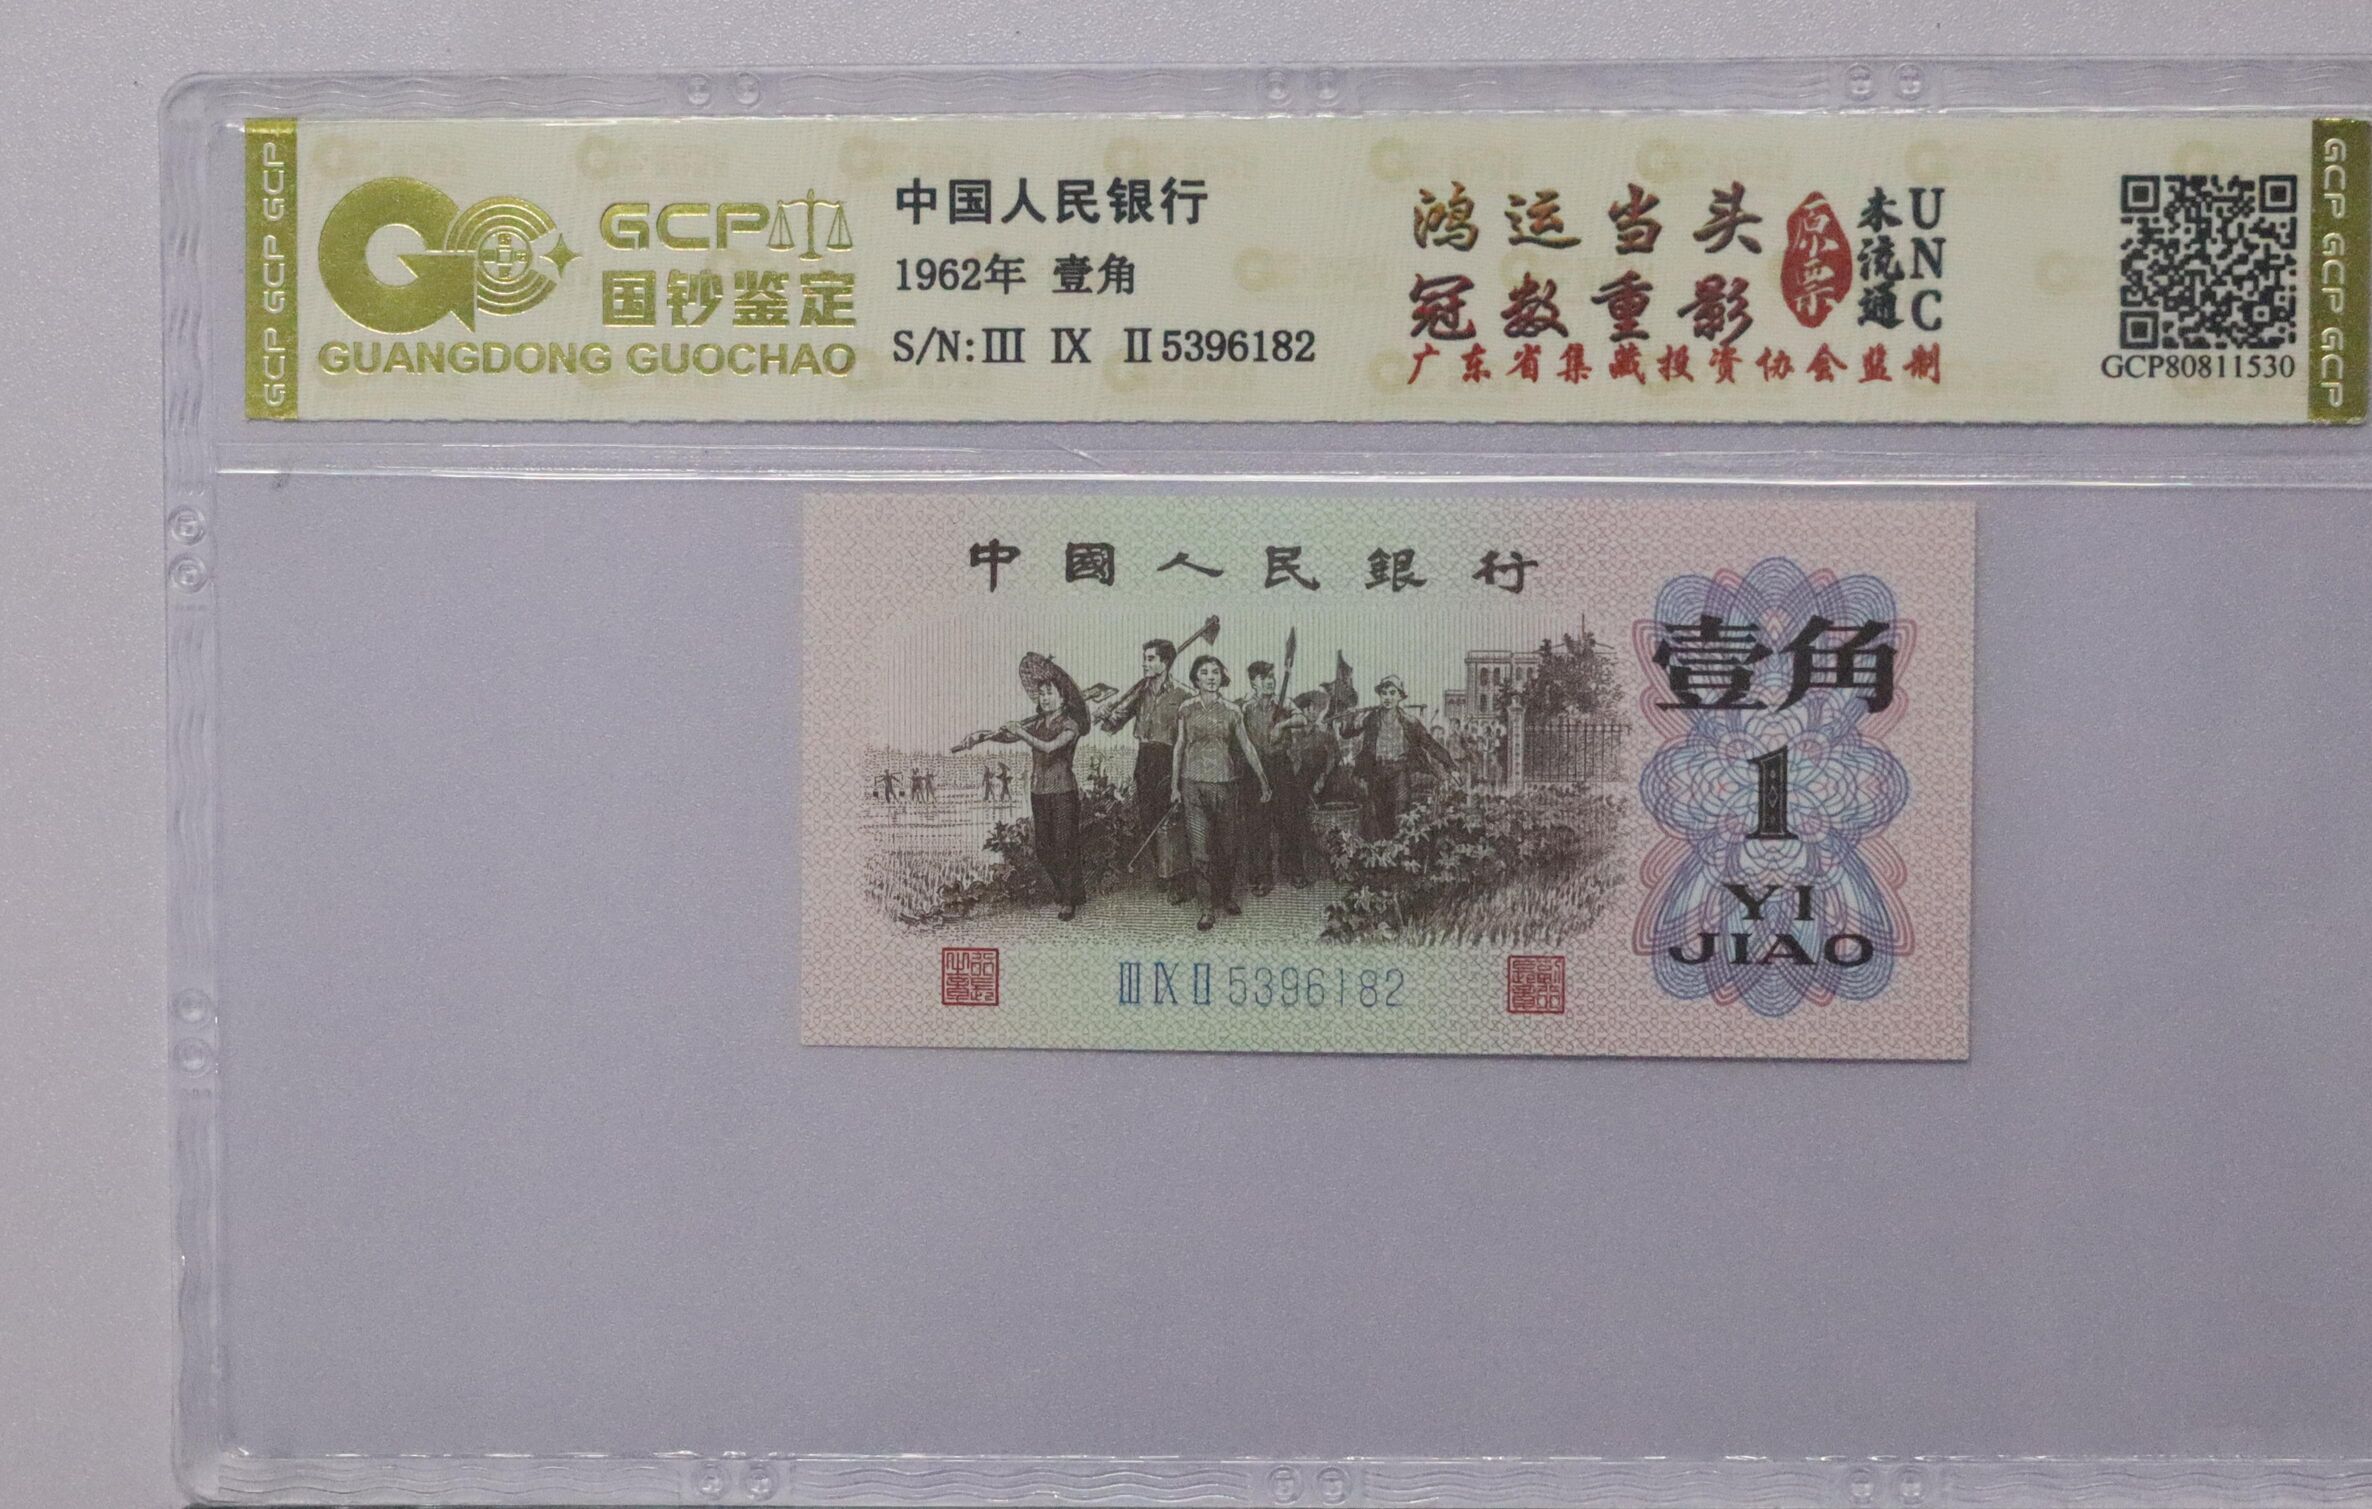 GCP GCP GCP
GCP
国钞鉴定
GUANGDONG GUOCHAO
中国人民银行
1962年 壹角
S/N:Ⅲ Ⅸ Ⅱ5396182
鸿运当头
冠数重影
原票
未流通
UNC
广东省集藏投资协会监制
GCP80811530
GCP GCP GCP
中國人民銀行
壹角
1
YI
JIAO
ⅢⅨⅡ5396182